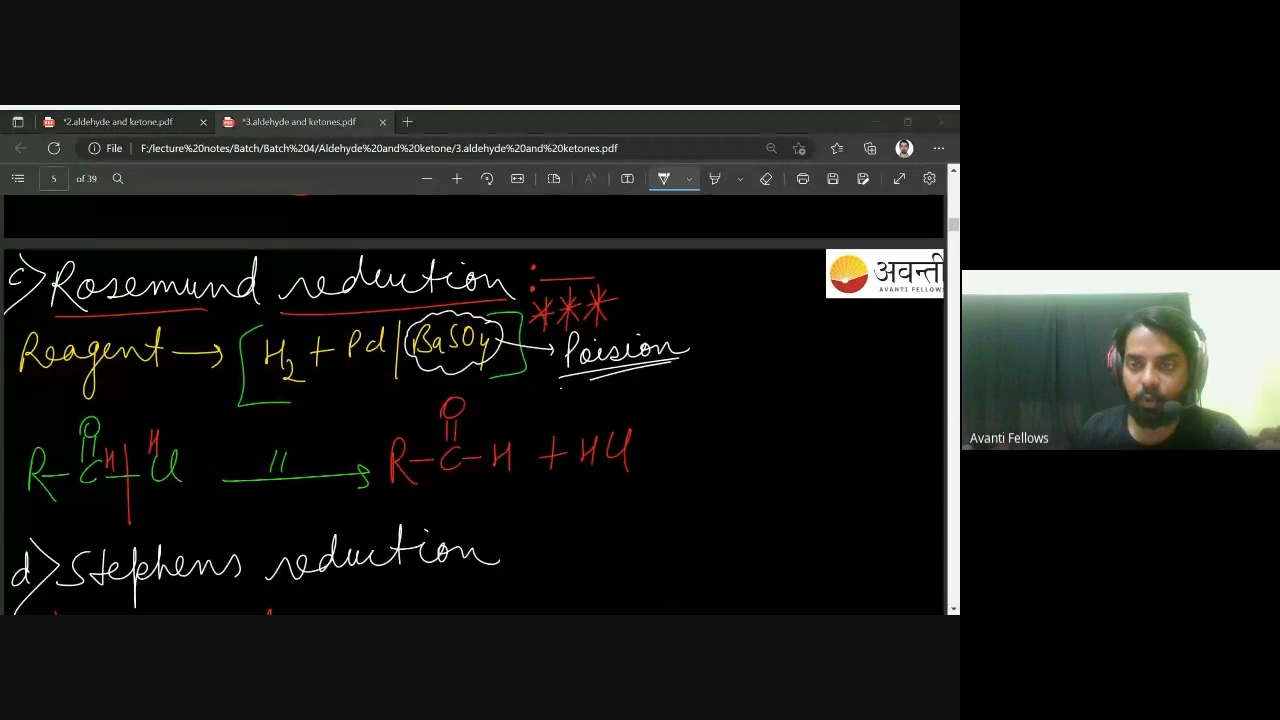 *2.aldehyde and ketone.pdf
*3.aldehyde and ketones.pdf
File F:/lecture%20notes/Batch/Batch%204/Aldehyde%20and%20ketone/3.aldehyde%20and%20ketones.pdf
5 of 39
c) Rosemund reduction :—
***
अवन्ती
AVANTI FELLOWS
Reagent → [H2 + Pd/BaSO4] → Poision
O H O
R-C H Cl → R-C-H + HCl
d) Stephens reduction
Avanti Fellows